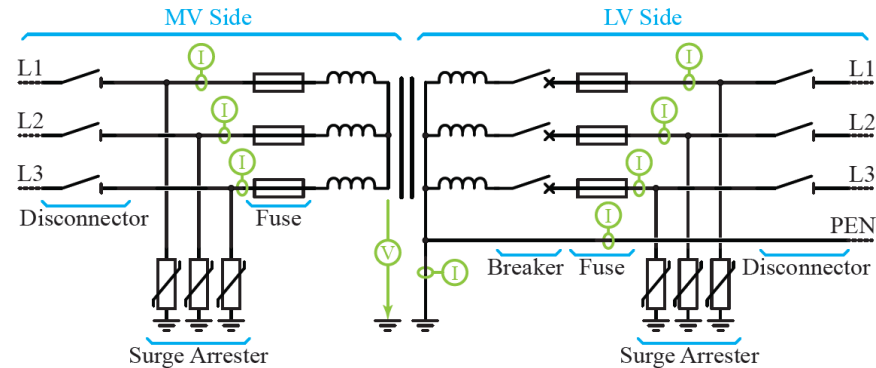 MV Side
LV Side
I
I
L1
L1
I
I
L2
L2
I
I
L3
L3
Disconnector
Fuse
I
PEN
V
I
Breaker
Fuse
Disconnector
Surge Arrester
Surge Arrester